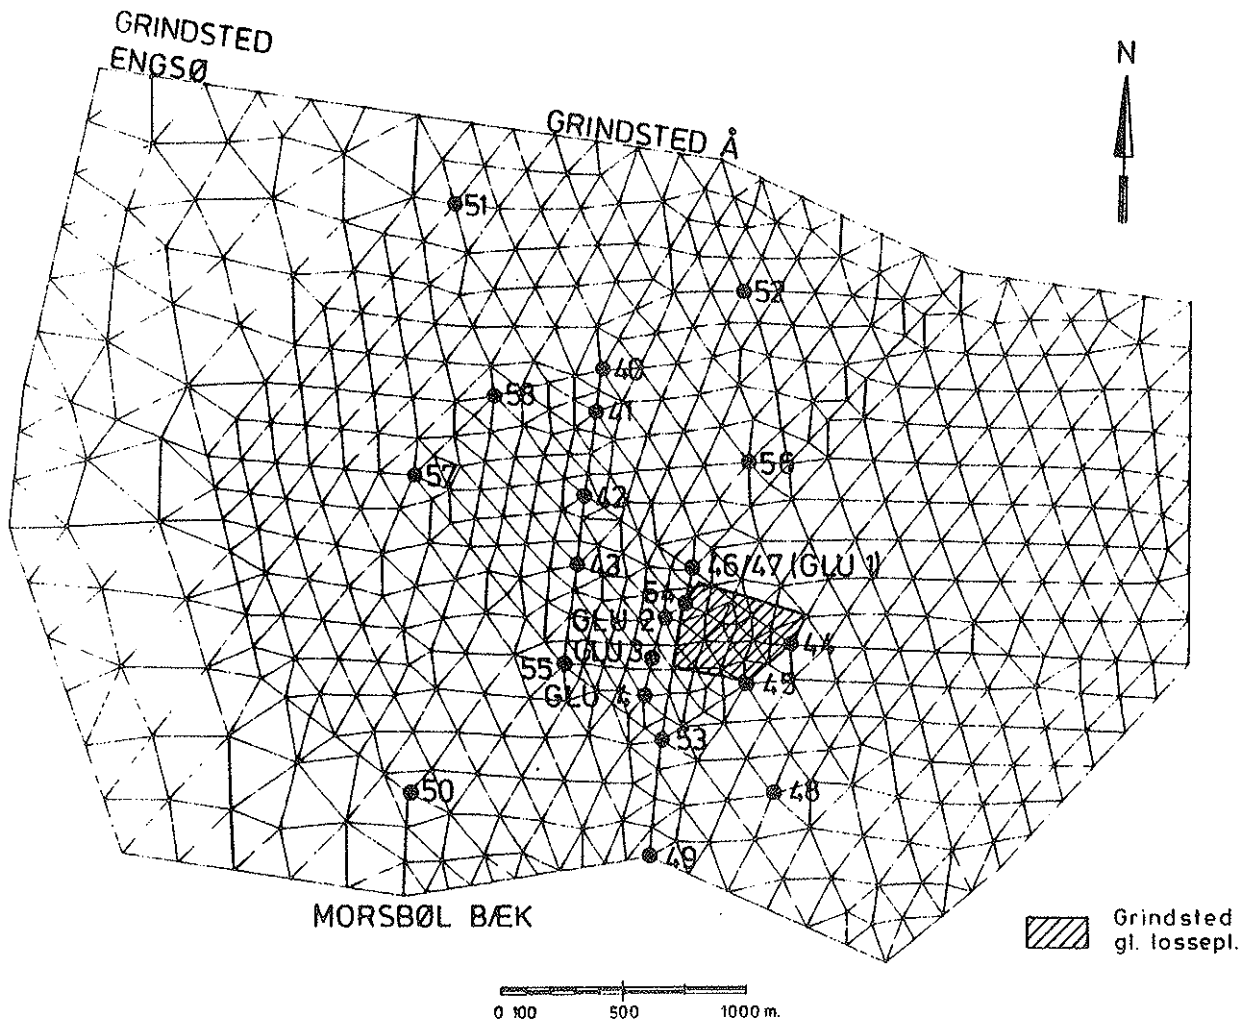 GRINDSTED
ENGSØ
N
GRINDSTED Å
51
52
40
58
41
56
57
42
43
46/47 (GLU 1)
54
GLU 2
44
GLU 3
55
45
GLU 4
53
50
48
49
MORSBØL BÆK
Grindsted
gl. lossepl.
0 100 500 1000 m.